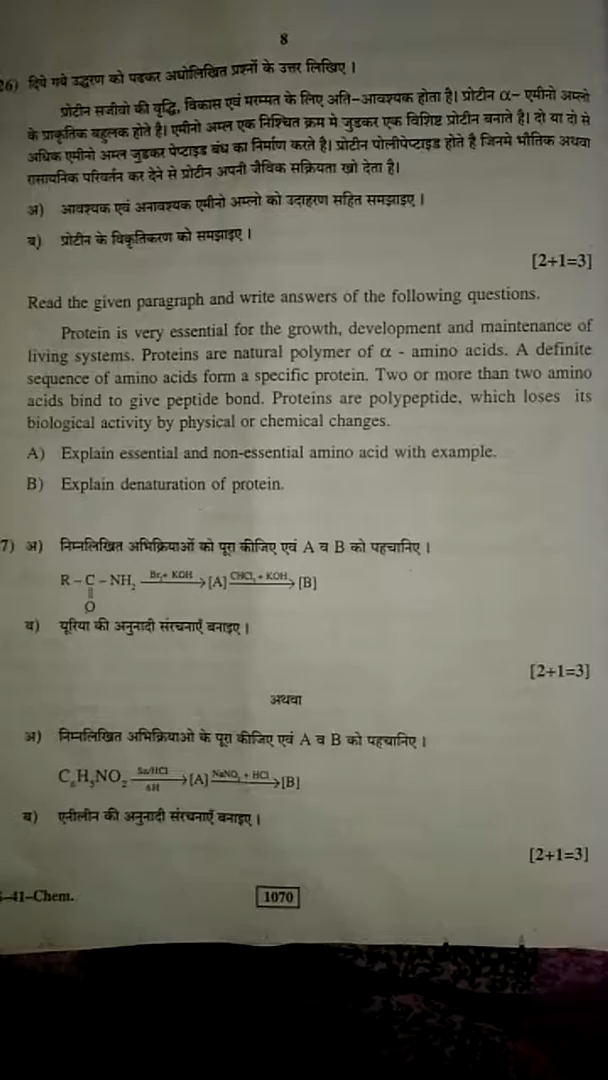 8
26) दिये गये उद्धरण को पढकर अधोलिखित प्रश्नों के उत्तर लिखिए।
प्रोटीन सजीवो की वृद्धि, विकास एवं मरम्मत के लिए अति-आवश्यक होता है। प्रोटीन α- एमीनो अम्लो
के प्राकृतिक बहुलक होते है। एमीनो अम्ल एक निश्चित क्रम मे जुडकर एक विशिष्ट प्रोटीन बनाते है। दो या दो से
अधिक एमीनो अम्ल जुडकर पेप्टाइड बंध का निर्माण करते है। प्रोटीन पोलीपेप्टाइड होते है जिनमे भौतिक अथवा
रासायनिक परिवर्तन कर देने से प्रोटीन अपनी जैविक सक्रियता खो देता है।
अ) आवश्यक एवं अनावश्यक एमीनो अम्लो को उदाहरण सहित समझाइए।
ब) प्रोटीन के विकृतिकरण को समझाइए।
[2+1=3]
Read the given paragraph and write answers of the following questions.
Protein is very essential for the growth, development and maintenance of
living systems. Proteins are natural polymer of α - amino acids. A definite
sequence of amino acids form a specific protein. Two or more than two amino
acids bind to give peptide bond. Proteins are polypeptide, which loses its
biological activity by physical or chemical changes.
A) Explain essential and non-essential amino acid with example.
B) Explain denaturation of protein.
7) अ) निम्नलिखित अभिक्रियाओं को पूरा कीजिए एवं A व B को पहचानिए।
R – C – NH₂ —Br₂+ KOH→ [A] —CHCl₃ + KOH→ [B]
||
O
ब) यूरिया की अनुनादी संरचनाएँ बनाइए।
[2+1=3]
अथवा
अ) निम्नलिखित अभिक्रियाओ के पूरा कीजिए एवं A व B को पहचानिए।
C₆H₅NO₂ —Sn/HCl 6H→ [A] —NaNO₂ + HCl→ [B]
ब) एनीलीन की अनुनादी संरचनाएँ बनाइए।
[2+1=3]
–41–Chem.
1070